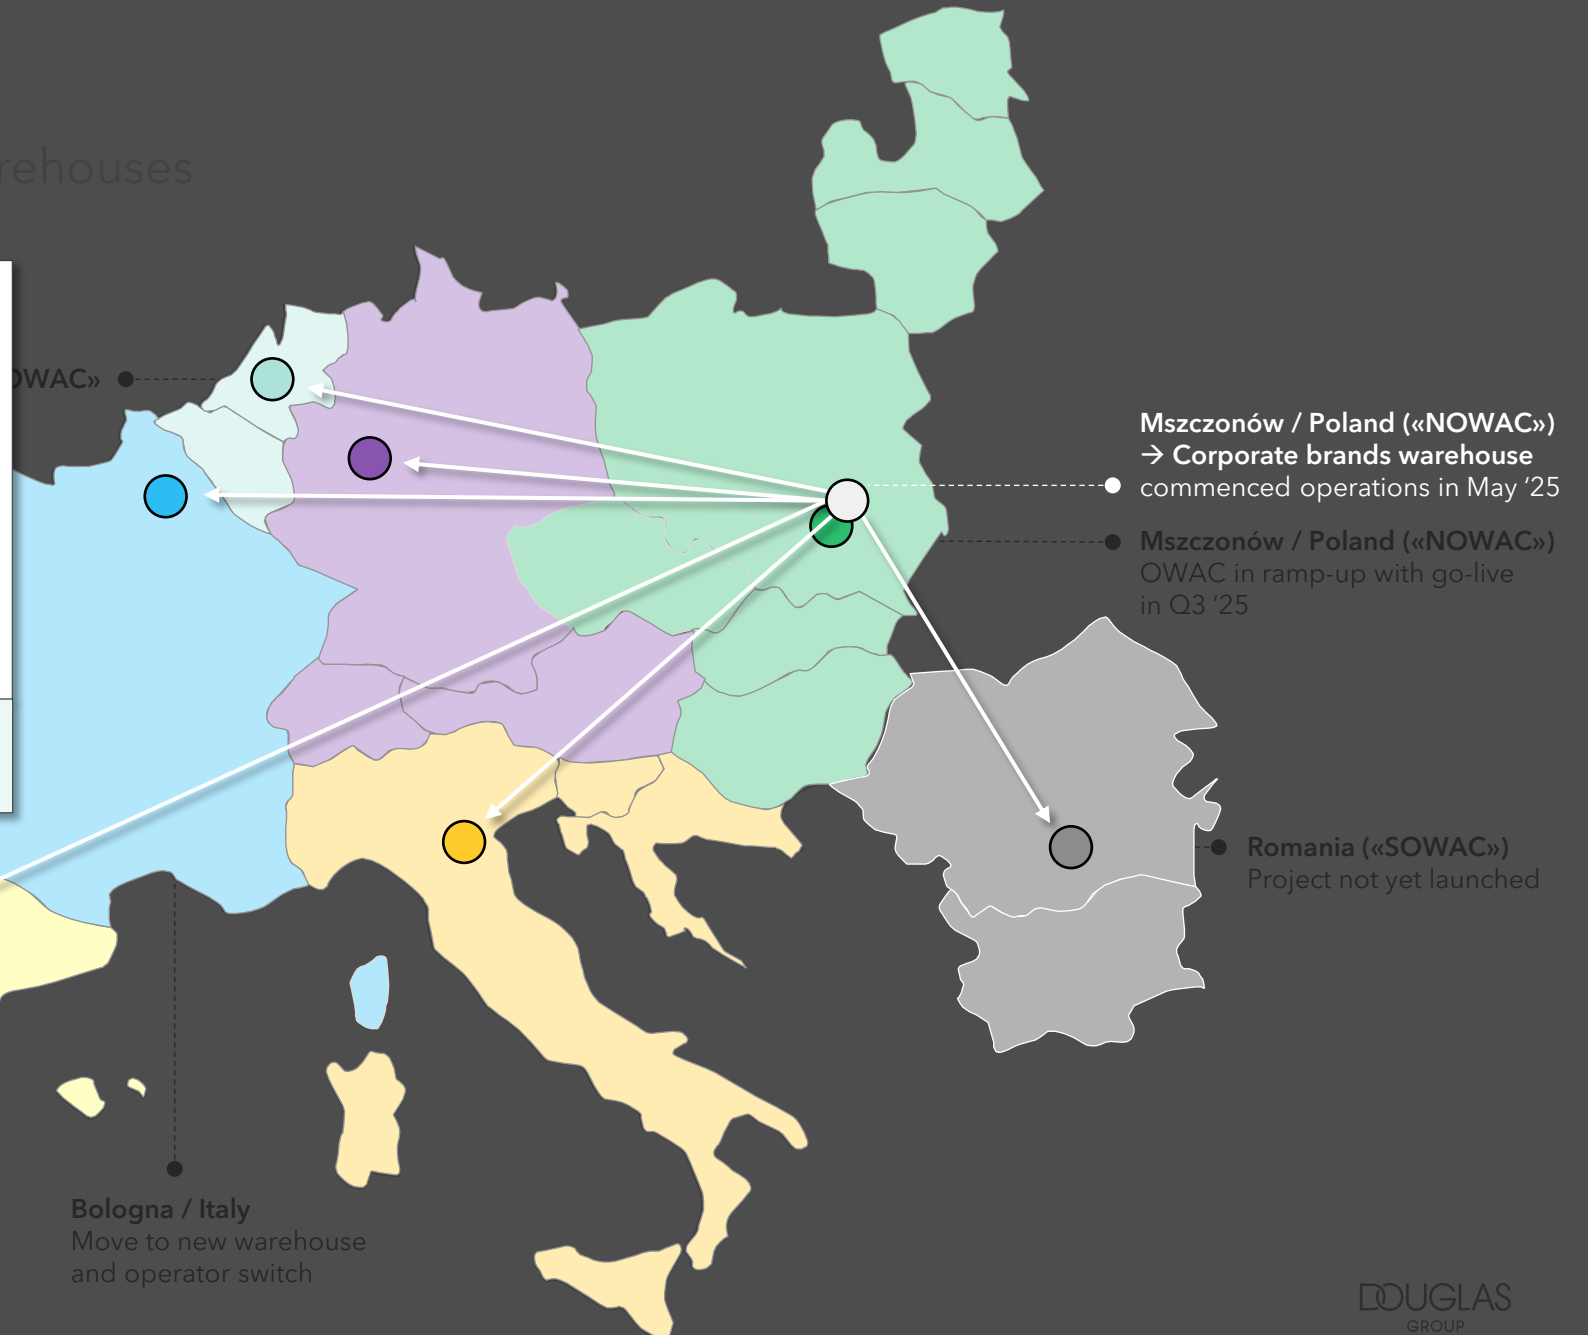 rehouses
OWAC»
Mszczonów / Poland («NOWAC»)
→ Corporate brands warehouse
commenced operations in May ‘25
Mszczonów / Poland («NOWAC»)
OWAC in ramp-up with go-live
in Q3 ‘25
Romania («SOWAC»)
Project not yet launched
Bologna / Italy
Move to new warehouse
and operator switch
DOUGLAS
GROUP